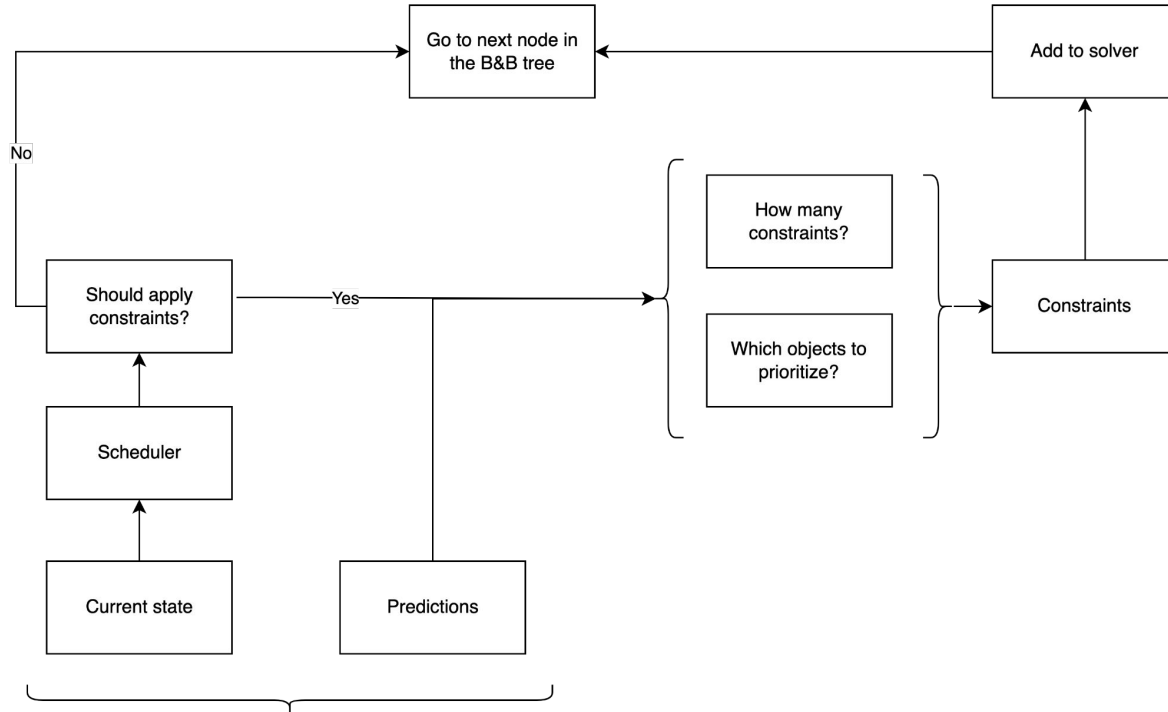 Go to next node in
the B&B tree
Add to solver
No
How many
constraints?
Should apply
constraints?
Yes
Constraints
Which objects to
prioritize?
Scheduler
Current state
Predictions